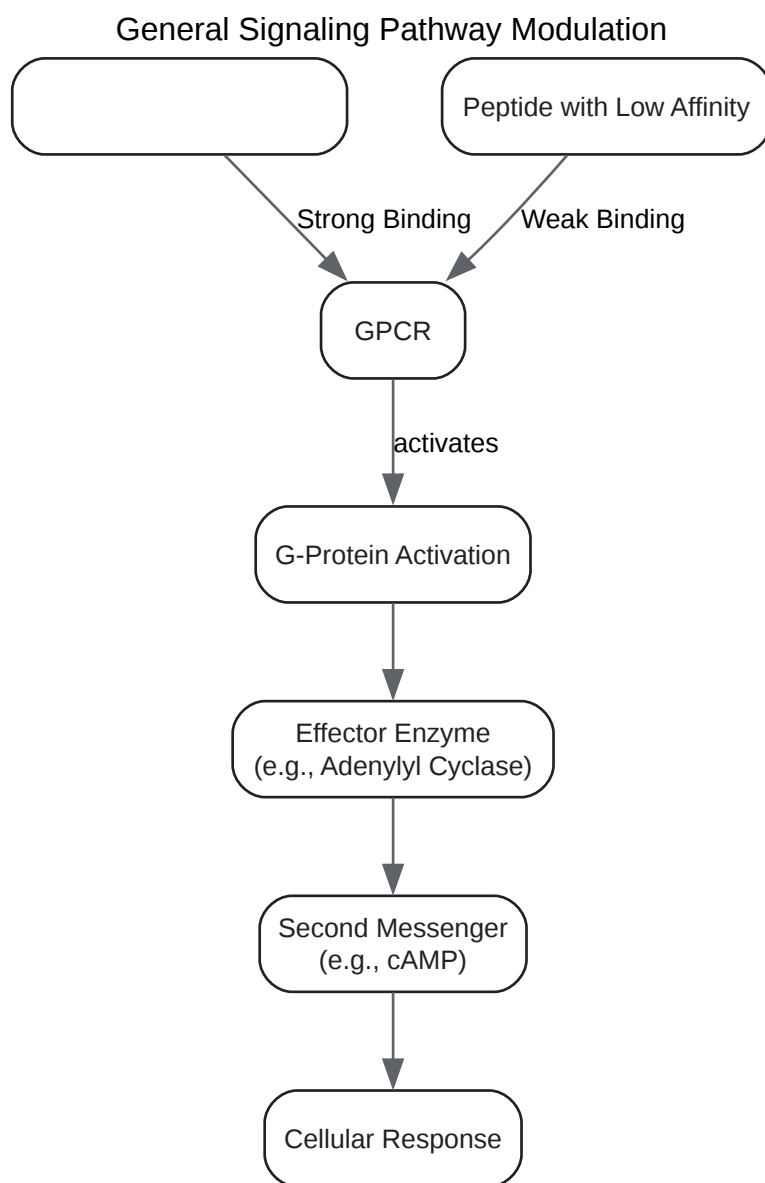 General Signaling Pathway Modulation
Peptide with Low Affinity
Strong Binding
Weak Binding
GPCR
activates
G-Protein Activation
Effector Enzyme
(e.g., Adenylyl Cyclase)
Second Messenger
(e.g., cAMP)
Cellular Response